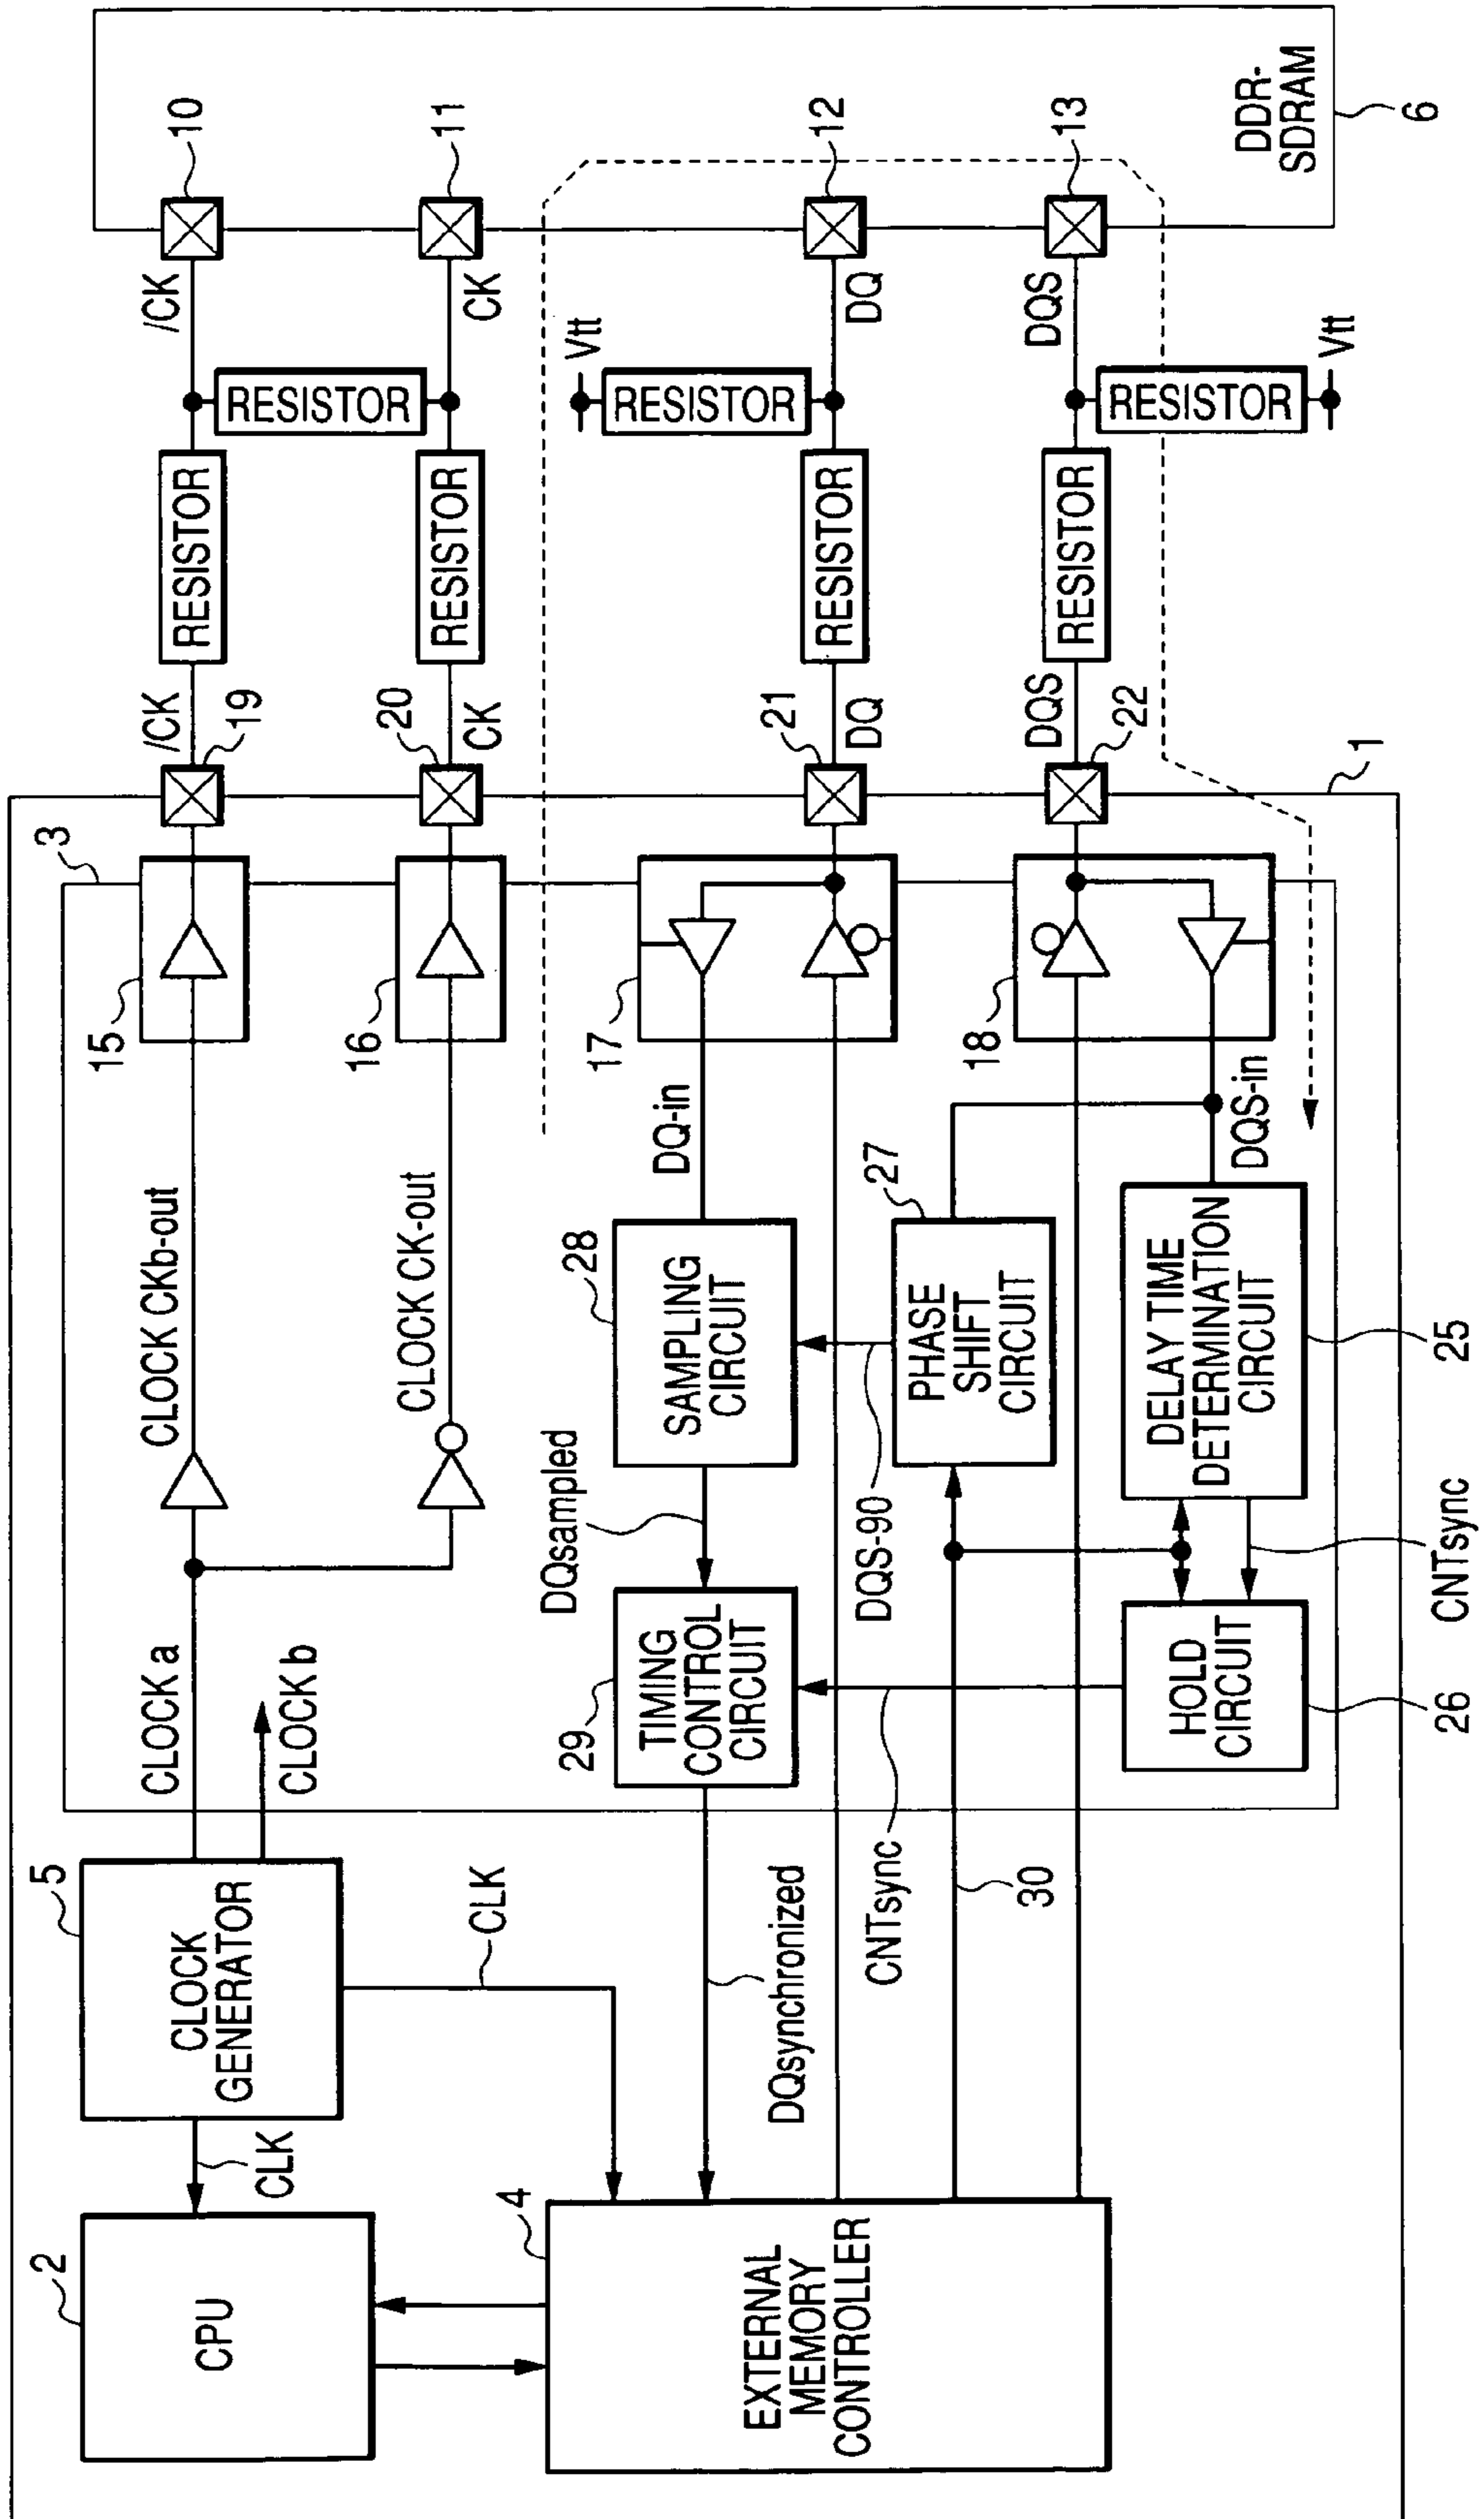 2
CPU
CLK
5
CLOCK
GENERATOR
CLOCK a
CLOCK b
CLK
CLOCK CKb-out
CLOCK CK-out
3
15
16
/CK
19
20
CK
RESISTOR
RESISTOR
RESISTOR
/CK
CK
10
11
4
EXTERNAL
MEMORY
CONTROLLER
DQsynchronized
29
TIMING
CONTROL
CIRCUIT
DQsampled
28
SAMPLING
CIRCUIT
DQ-in
17
21
DQ
RESISTOR
RESISTOR
Vtt
DQ
12
CNTsync
30
DQS-90
27
PHASE
SHIFT
CIRCUIT
18
DQS
22
RESISTOR
RESISTOR
Vtt
DQS
13
HOLD
CIRCUIT
26
CNTsync
DELAY TIME
DETERMINATION
CIRCUIT
25
DQS-in
1
DDR-
SDRAM
6